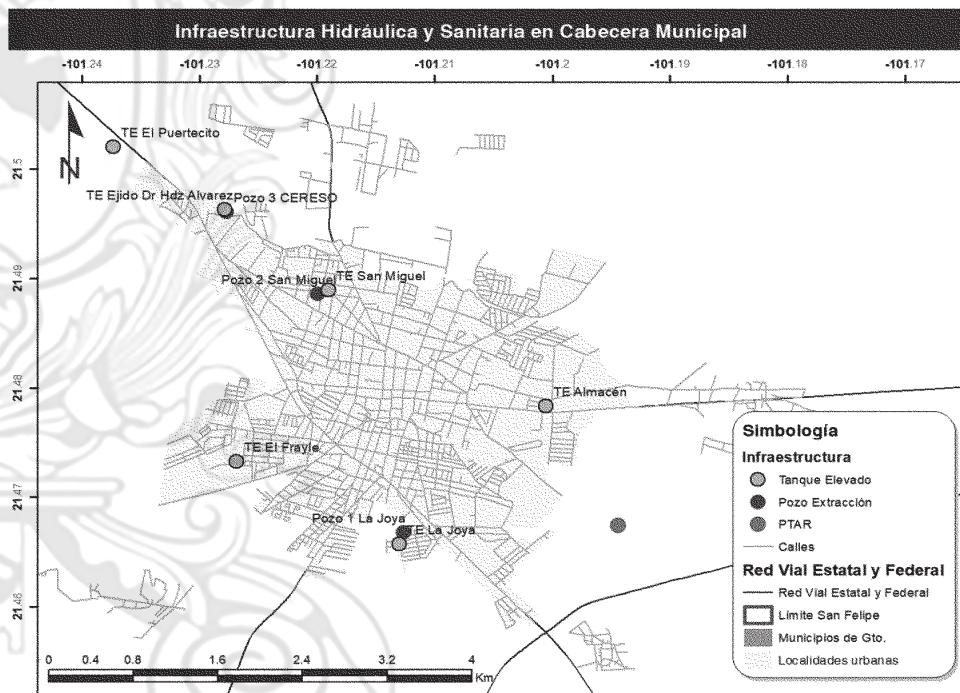 Infraestructura Hidráulica y Sanitaria en Cabecera Municipal
-101.24 -101.23 -101.22 -101.21 -101.2 -101.19 -101.18 -101.17
N
21.5
21.49
21.48
21.47
21.46
TE El Puertecito
TE Ejido Dr Hdz Alvarez
Pozo 3 CERESO
Pozo 2 San Miguel
TE San Miguel
TE Almacén
TE El Frayle
Pozo 1 La Joya
TE La Joya
Simbología
Infraestructura
Tanque Elevado
Pozo Extracción
PTAR
Calles
Red Vial Estatal y Federal
Red Vial Estatal y Federal
Límite San Felipe
Municipios de Gto.
Localidades urbanas
0 0.4 0.8 1.6 2.4 3.2 4
Km